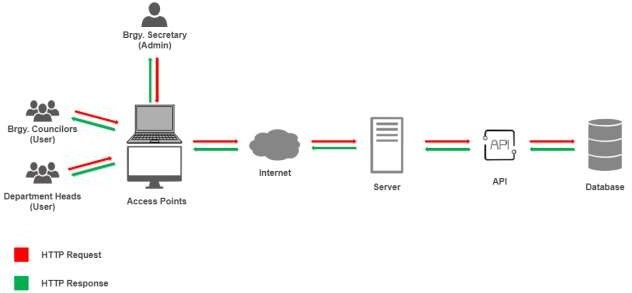 Brgy. Secretary
(Admin)
Brgy. Councilors
(User)
Department Heads
(User)
Access Points
Internet
Server
API
API
Database
HTTP Request
HTTP Response